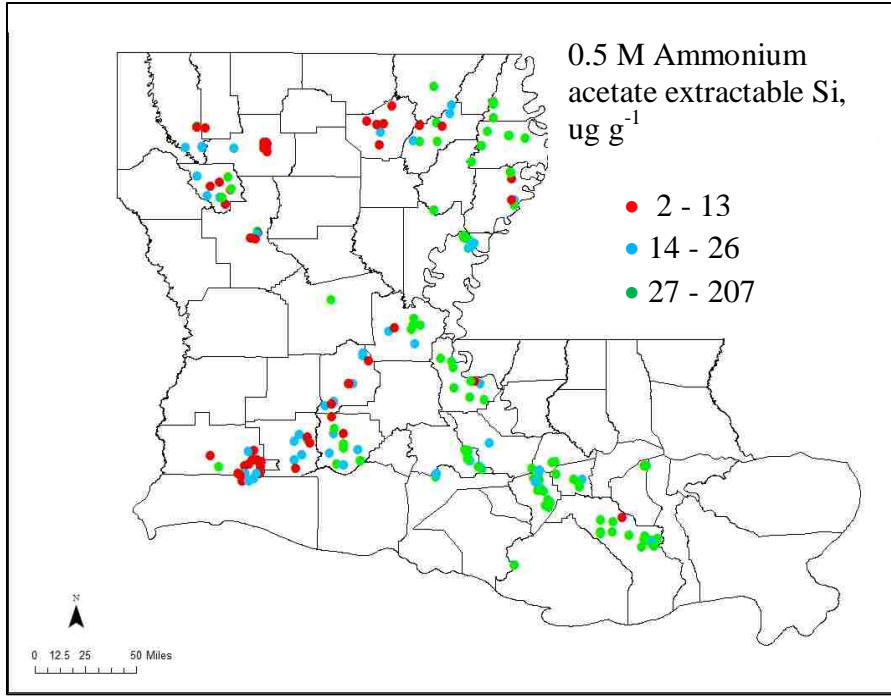 0.5 M Ammonium
acetate extractable Si,
ug g-1
2 - 13
14 - 26
27 - 207
N
0 12.5 25 50 Miles